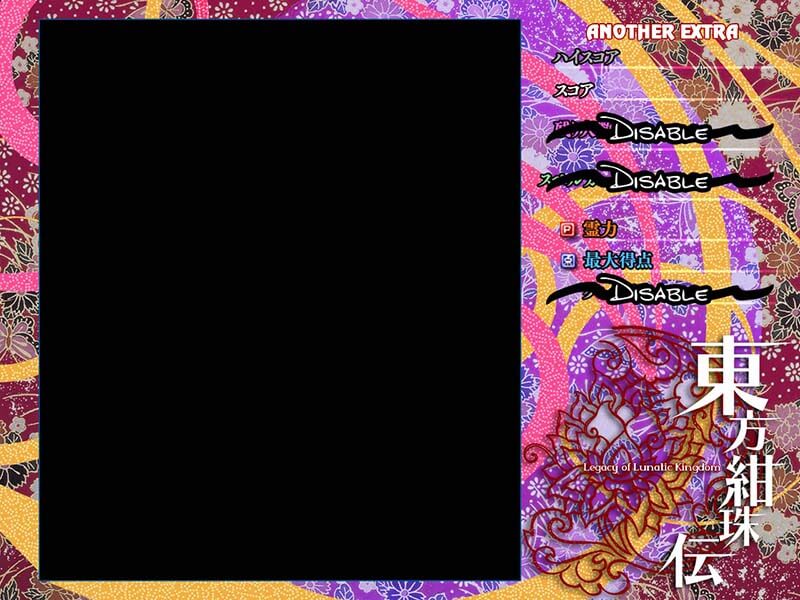 ANOTHER EXTRA
ハイスコア
スコア
DISABLE
DISABLE
P 霊力
最大得点
DISABLE
東方紺珠伝
Legacy of Lunatic Kingdom